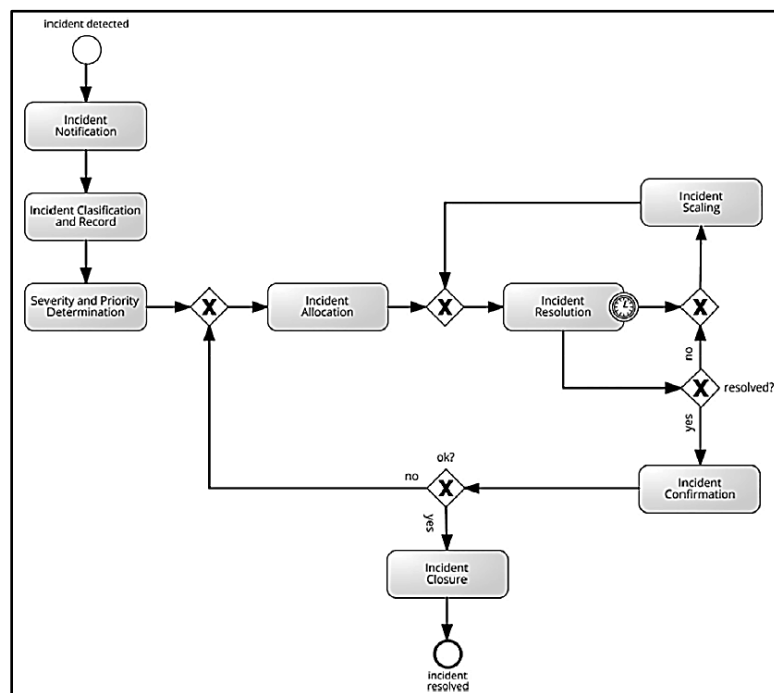 incident detected
Incident
Notification
Incident Clasification
and Record
Severity and Priority
Determination
X
Incident
Allocation
X
Incident
Resolution
X
Incident
Scaling
no
X
resolved?
yes
Incident
Confirmation
ok?
no
X
yes
Incident
Closure
incident
resolved